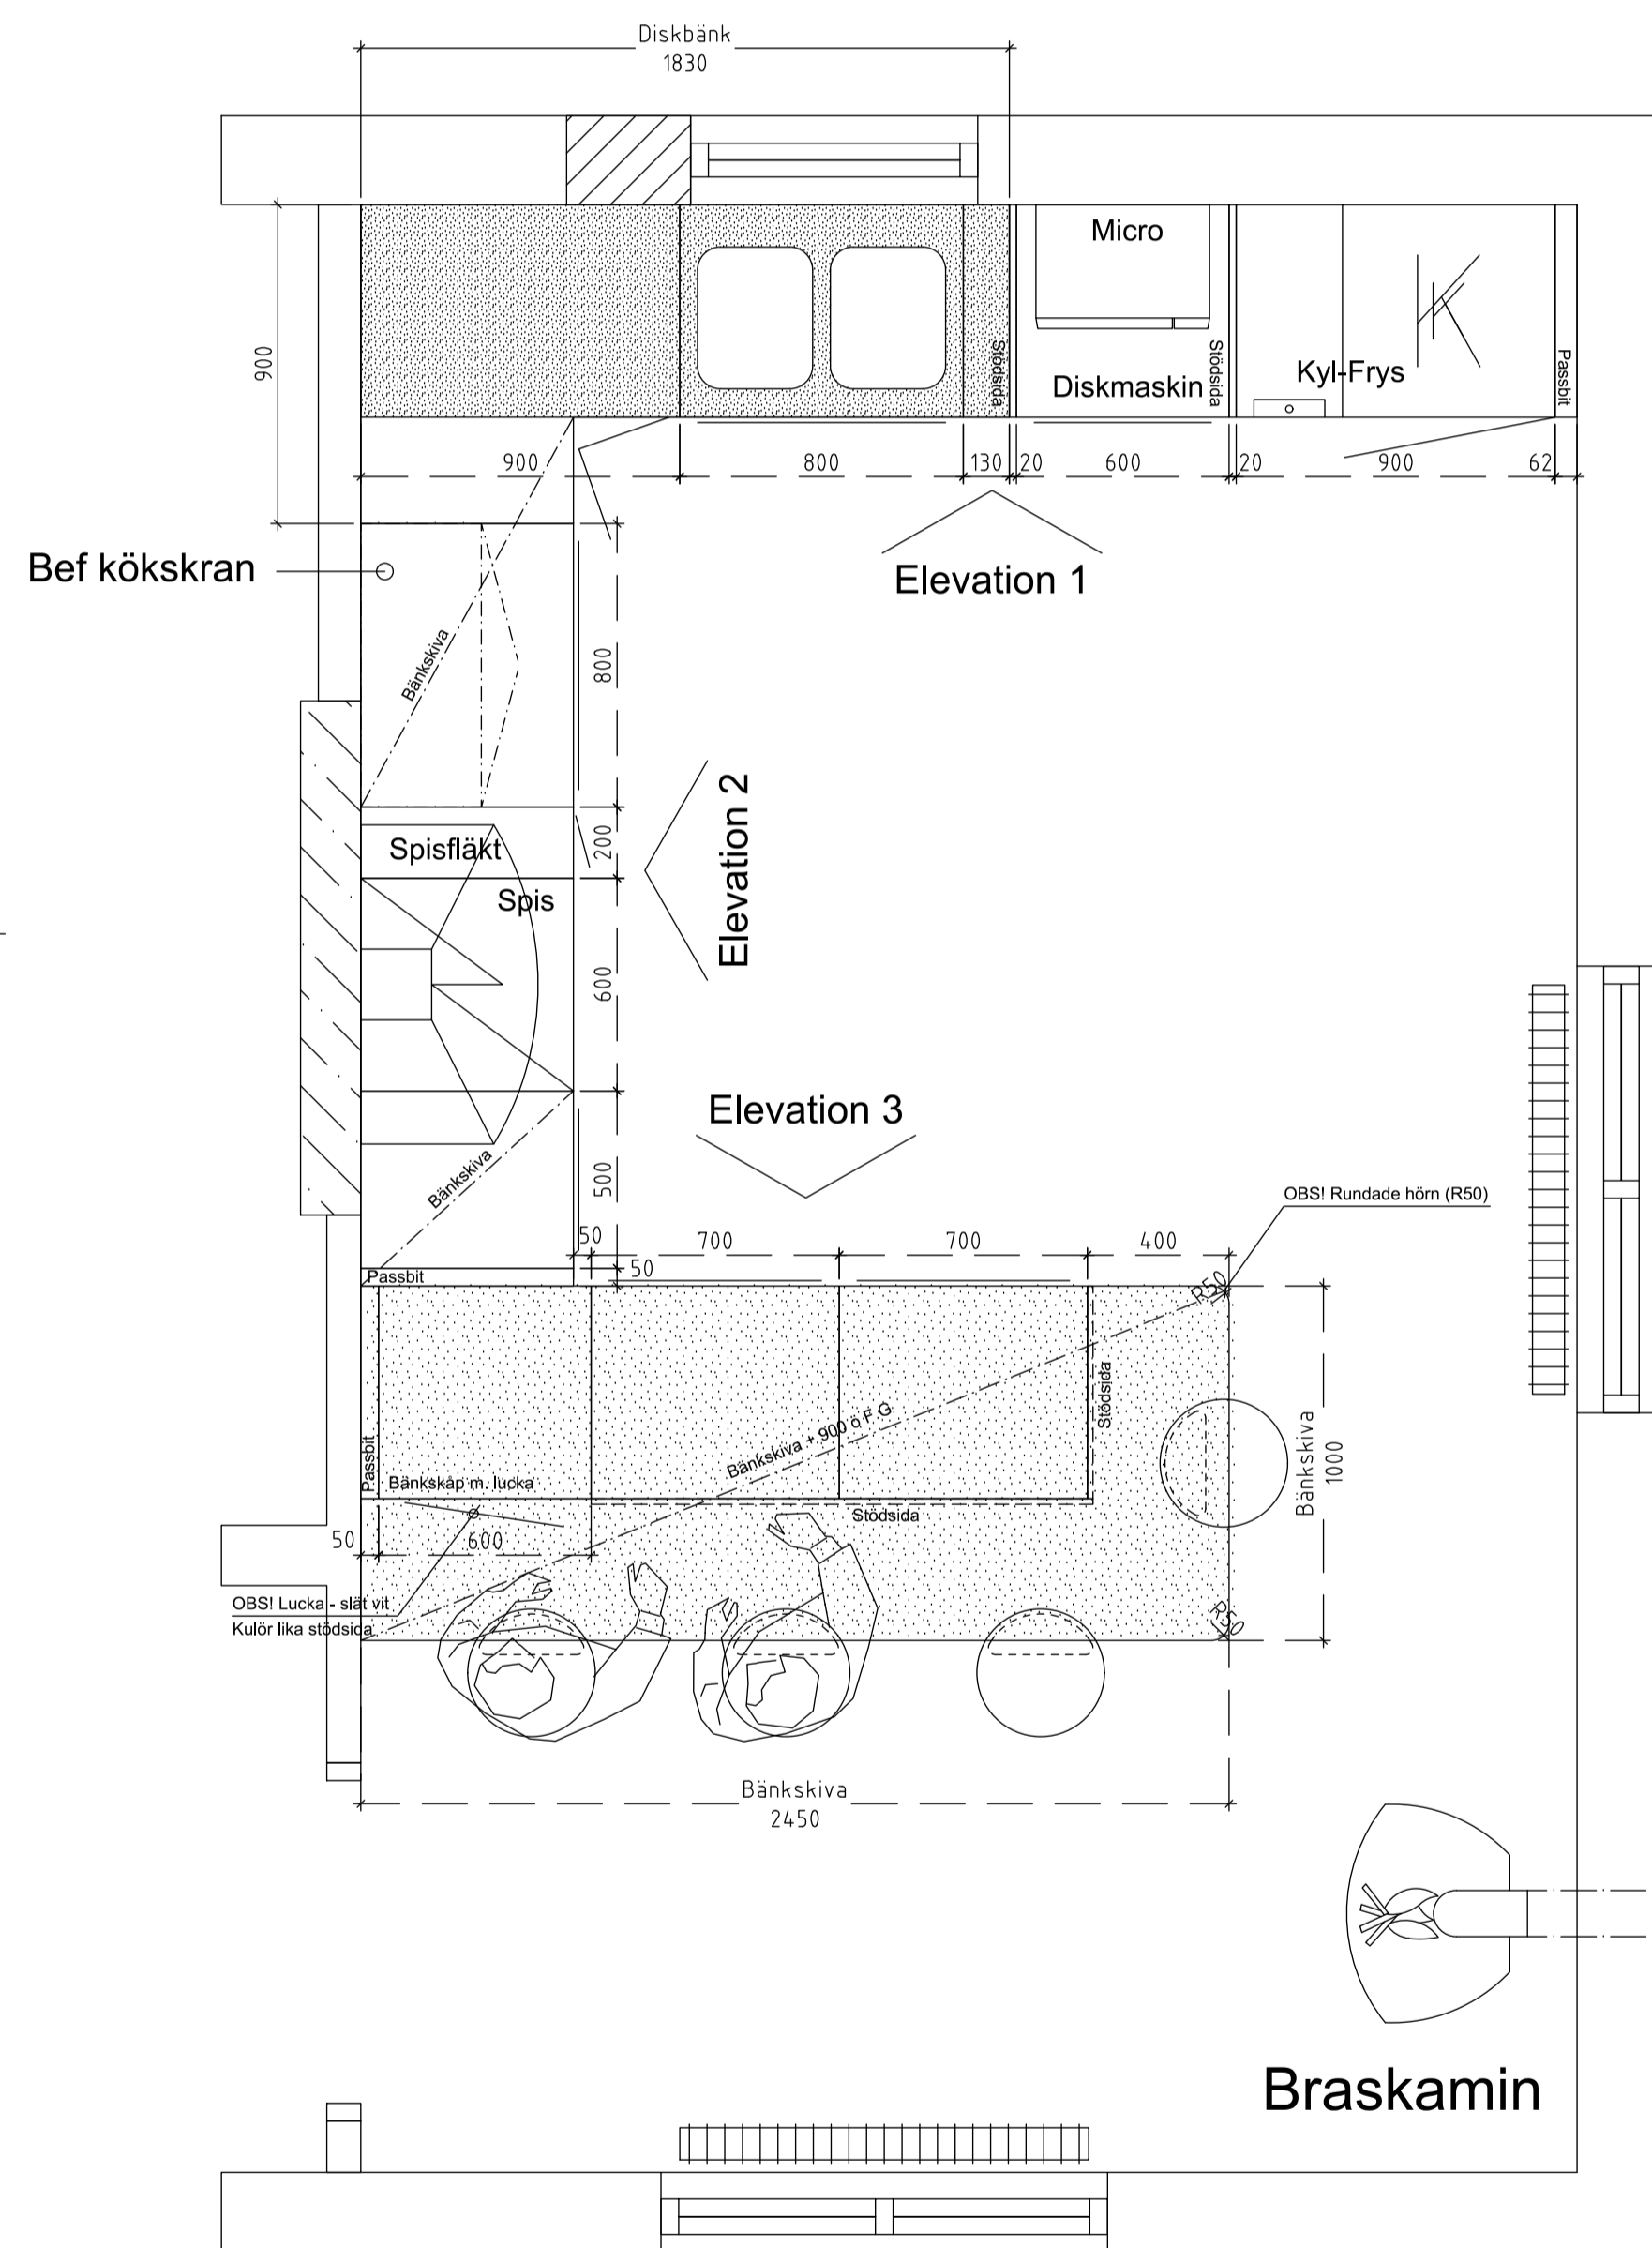 Diskbänk
1830
Micro
Stödsida
Stödsida
Passbit
Diskmaskin
Kyl-Frys
900
900
800
130
20
600
20
900
62
Bef kökskran
Elevation 1
Bänkskiva
800
Spisfläkt
200
Spis
Elevation 2
600
Elevation 3
Bänkskiva
500
OBS! Rundade hörn (R50)
50
700
700
400
50
Passbit
R50
Stödsida
Bänkskiva + 900 ö F G
Bänkskiva
1000
Passbit
Bänkskåp m. lucka
Stödsida
50
600
OBS! Lucka - slät vit
Kulör lika stödsida
R50
Bänkskiva
2450
Braskamin